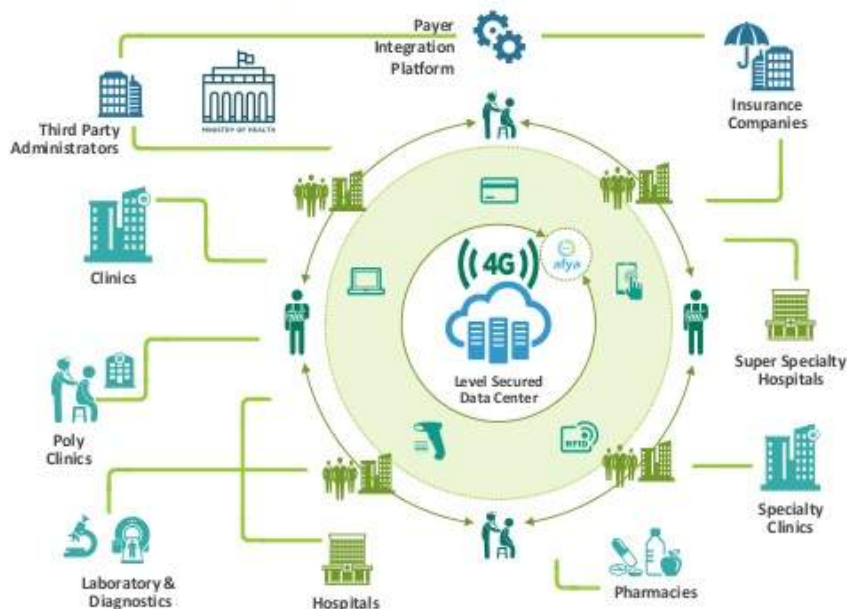 Payer
Integration
Platform
MINISTRY OF HEALTH
Third Party
Administrators
Insurance
Companies
Clinics
4G
afya
Level Secured
Data Center
Super Specialty
Hospitals
Poly
Clinics
RFID
Specialty
Clinics
Laboratory &
Diagnostics
Hospitals
Pharmacies